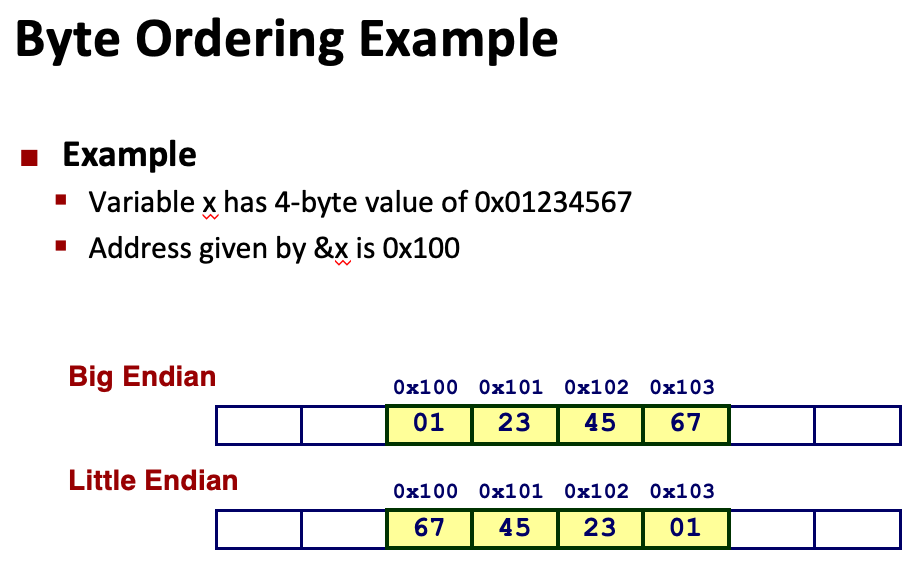 Byte Ordering Example
Example
Variable x has 4-byte value of 0x01234567
Address given by &x is 0x100
Big Endian
0x100 0x101 0x102 0x103
01 23 45 67
Little Endian
0x100 0x101 0x102 0x103
67 45 23 01